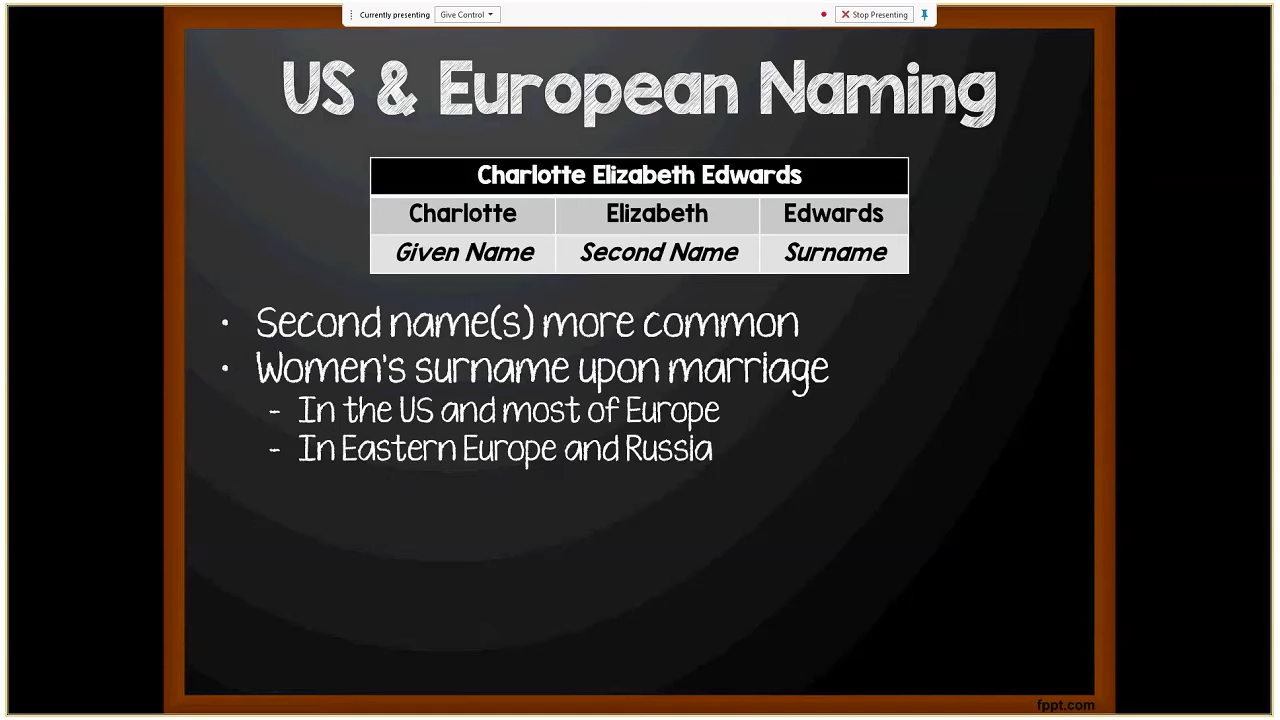 Currently presenting Give Control Stop Presenting
US & European Naming
Charlotte Elizabeth Edwards
Charlotte Elizabeth Edwards
Given Name Second Name Surname
• Second name(s) more common
• Women's surname upon marriage
- In the US and most of Europe
- In Eastern Europe and Russia
fppt.com